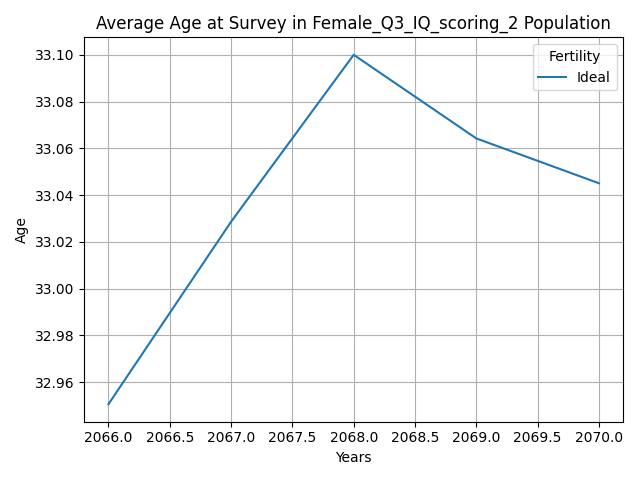 Average Age at Survey in Female_Q3_IQ_scoring_2 Population
Fertility
Ideal
33.10
33.08
33.06
33.04
33.02
33.00
32.98
32.96
Age
2066.0 2066.5 2067.0 2067.5 2068.0 2068.5 2069.0 2069.5 2070.0
Years